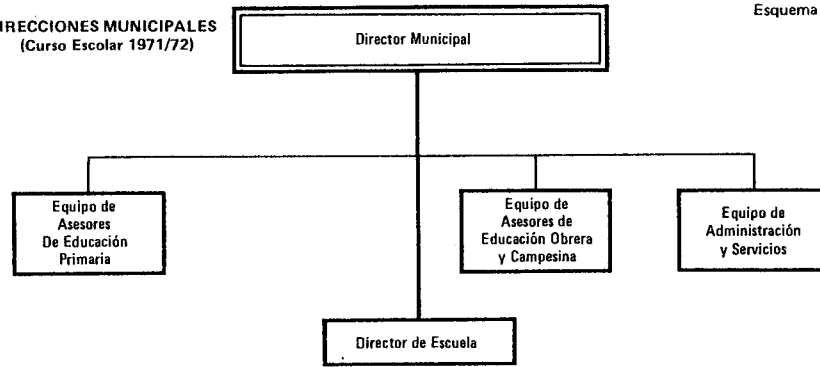 IRECCIONES MUNICIPALES
(Curso Escolar 1971/72)
Esquema
Director Municipal
Equipo de
Asesores
De Educación
Primaria
Equipo de
Asesores de
Educación Obrera
y Campesina
Equipo de
Administración
y Servicios
Director de Escuela